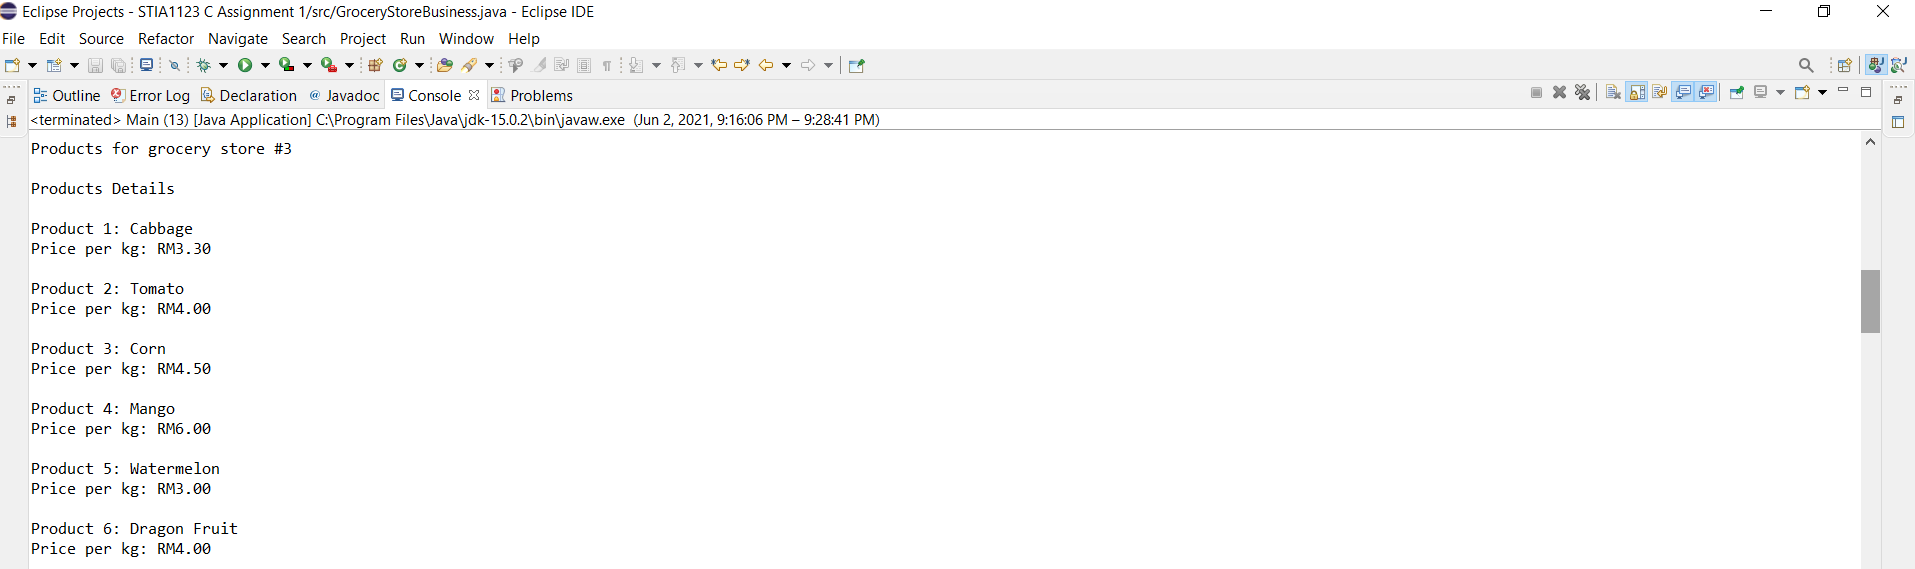 Eclipse Projects - STIA1123 C Assignment 1/src/GroceryStoreBusiness.java - Eclipse IDE
File Edit Source Refactor Navigate Search Project Run Window Help
Outline Error Log Declaration @ Javadoc Console Problems
<terminated> Main (13) [Java Application] C:\Program Files\Java\jdk-15.0.2\bin\javaw.exe (Jun 2, 2021, 9:16:06 PM – 9:28:41 PM)
Products for grocery store #3
Products Details
Product 1: Cabbage
Price per kg: RM3.30
Product 2: Tomato
Price per kg: RM4.00
Product 3: Corn
Price per kg: RM4.50
Product 4: Mango
Price per kg: RM6.00
Product 5: Watermelon
Price per kg: RM3.00
Product 6: Dragon Fruit
Price per kg: RM4.00